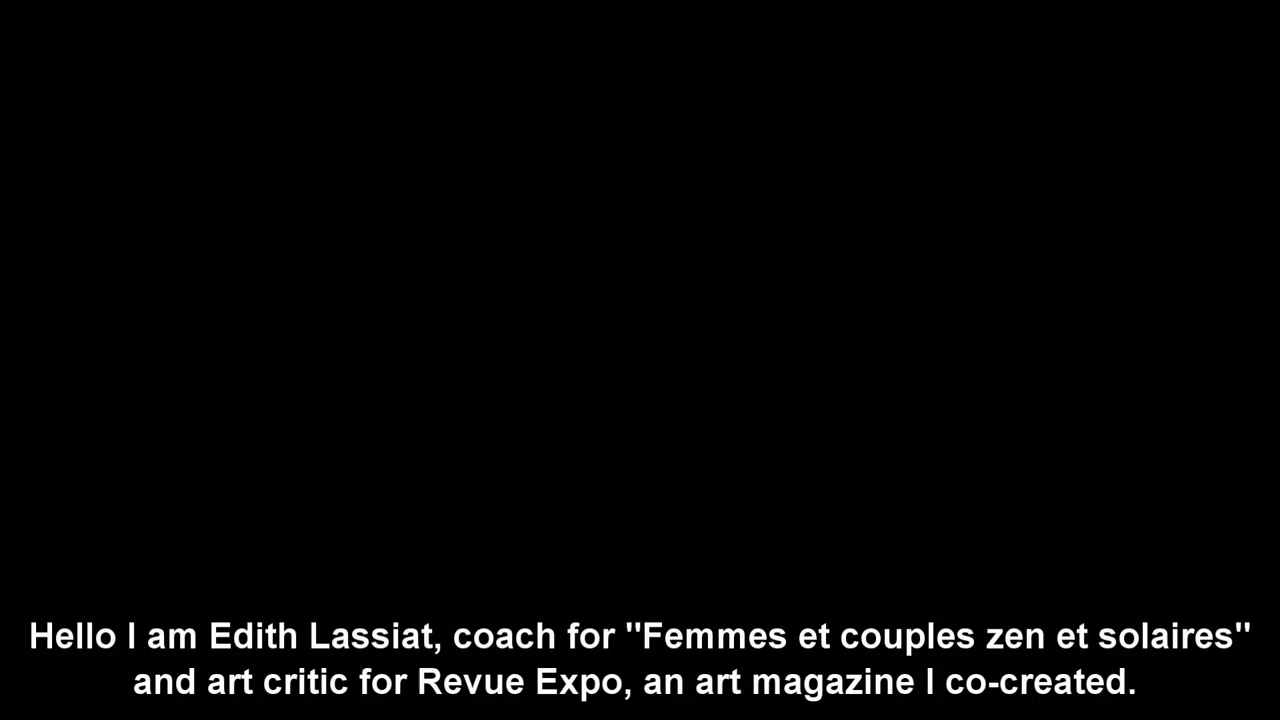 Hello I am Edith Lassiat, coach for "Femmes et couples zen et solaires"
and art critic for Revue Expo, an art magazine I co-created.